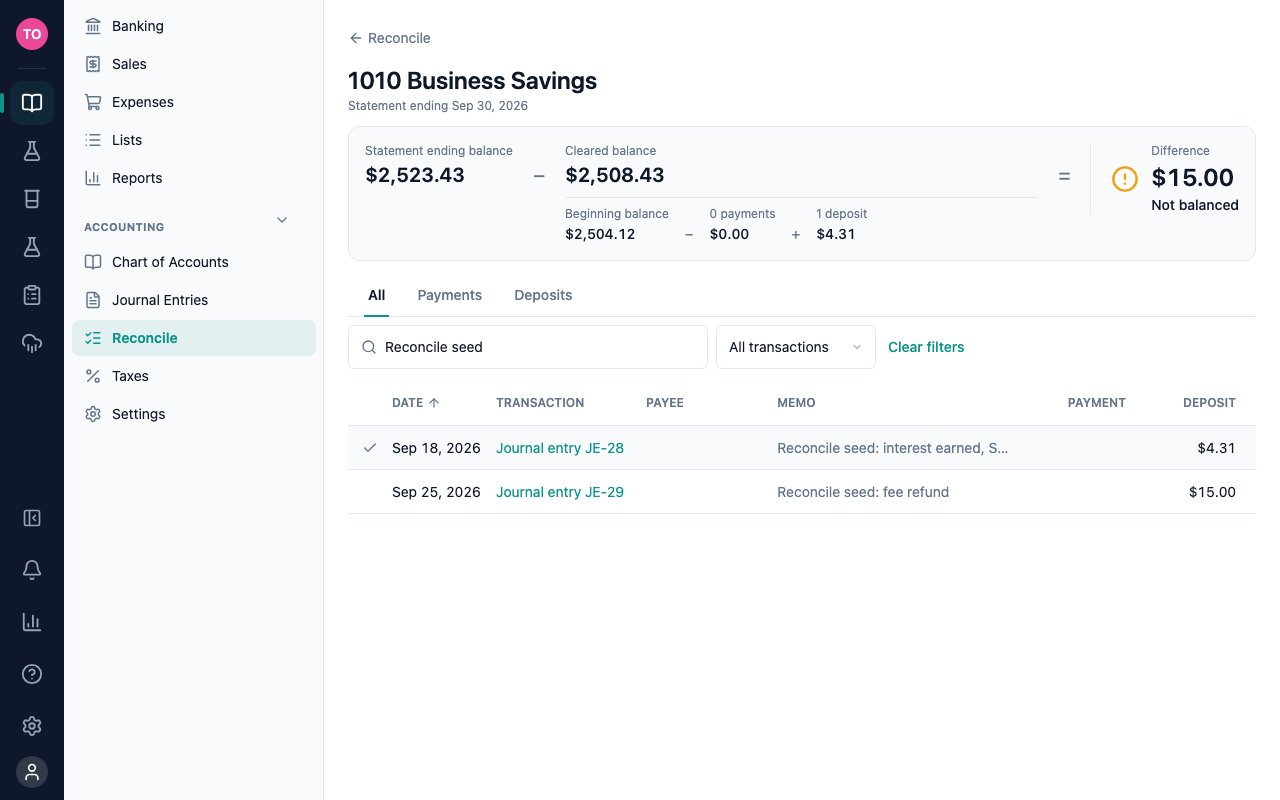 TO
Banking
Sales
Expenses
Lists
Reports
ACCOUNTING
Chart of Accounts
Journal Entries
Reconcile
Taxes
Settings
Reconcile
1010 Business Savings
Statement ending Sep 30, 2026
Statement ending balance
$2,523.43
–
Cleared balance
$2,508.43
Beginning balance
$2,504.12
–
0 payments
$0.00
+
1 deposit
$4.31
=
Difference
$15.00
Not balanced
All Payments Deposits
Reconcile seed All transactions Clear filters
DATE TRANSACTION PAYEE MEMO PAYMENT DEPOSIT
Sep 18, 2026 Journal entry JE-28 Reconcile seed: interest earned, S... $4.31
Sep 25, 2026 Journal entry JE-29 Reconcile seed: fee refund $15.00